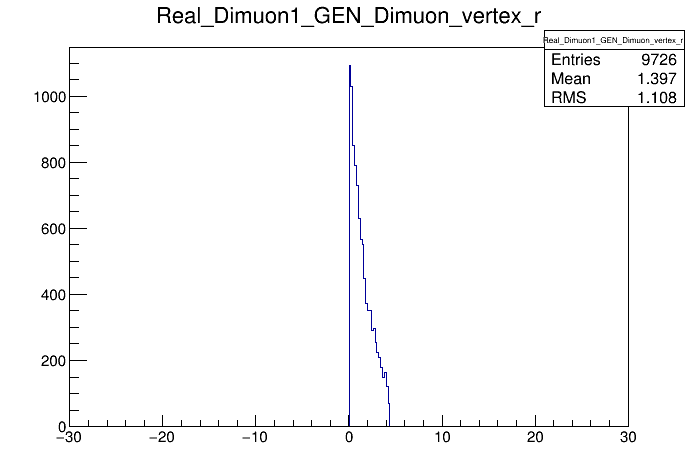 Real_Dimuon1_GEN_Dimuon_vertex_r
Real_Dimuon1_GEN_Dimuon_vertex_r
Entries 9726
Mean 1.397
RMS 1.108
1000
800
600
400
200
0
−30 −20 −10 0 10 20 30